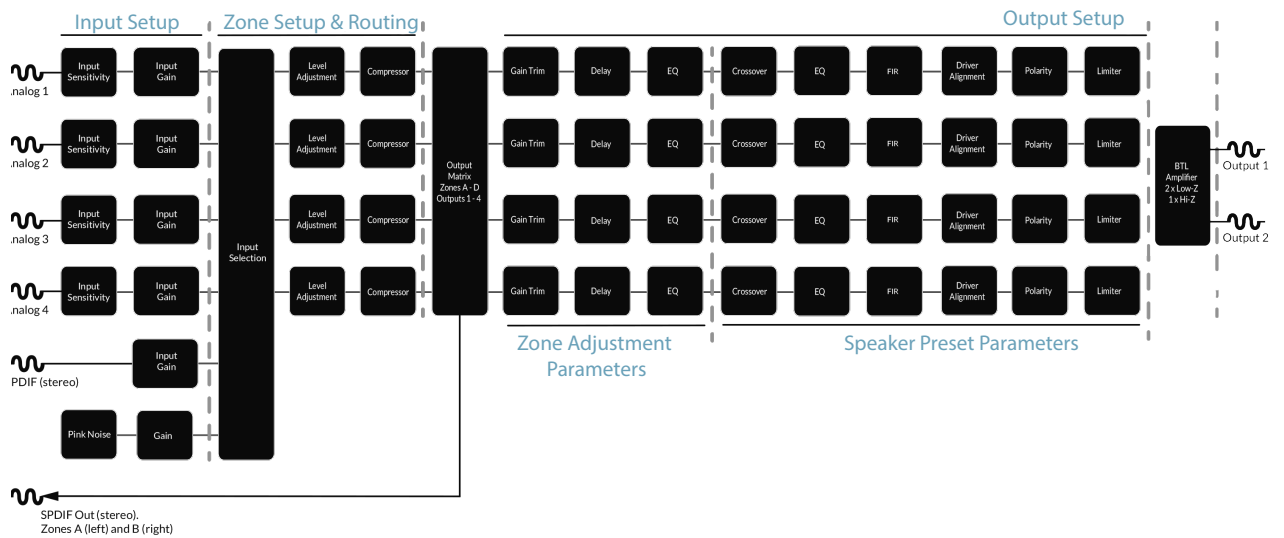 Input Setup
Zone Setup & Routing
Output Setup
Input
Sensitivity
Input
Gain
Level
Adjustment
Compressor
Gain Trim
Delay
EQ
Crossover
EQ
FIR
Driver
Alignment
Polarity
Limiter
nalog 1
Input
Sensitivity
Input
Gain
Level
Adjustment
Compressor
Gain Trim
Delay
EQ
Crossover
EQ
FIR
Driver
Alignment
Polarity
Limiter
nalog 2
Output
Matrix
Zones A - D
Outputs 1 - 4
BTL
Amplifier
2 x Low-Z
1 x Hi-Z
Output 1
Output 2
Input
Sensitivity
Input
Gain
Level
Adjustment
Compressor
Gain Trim
Delay
EQ
Crossover
EQ
FIR
Driver
Alignment
Polarity
Limiter
nalog 3
Input
Selection
Input
Sensitivity
Input
Gain
Level
Adjustment
Compressor
Gain Trim
Delay
EQ
Crossover
EQ
FIR
Driver
Alignment
Polarity
Limiter
nalog 4
Zone Adjustment
Parameters
Speaker Preset Parameters
Input
Gain
PDIF (stereo)
Pink Noise
Gain
SPDIF Out (stereo).
Zones A (left) and B (right)